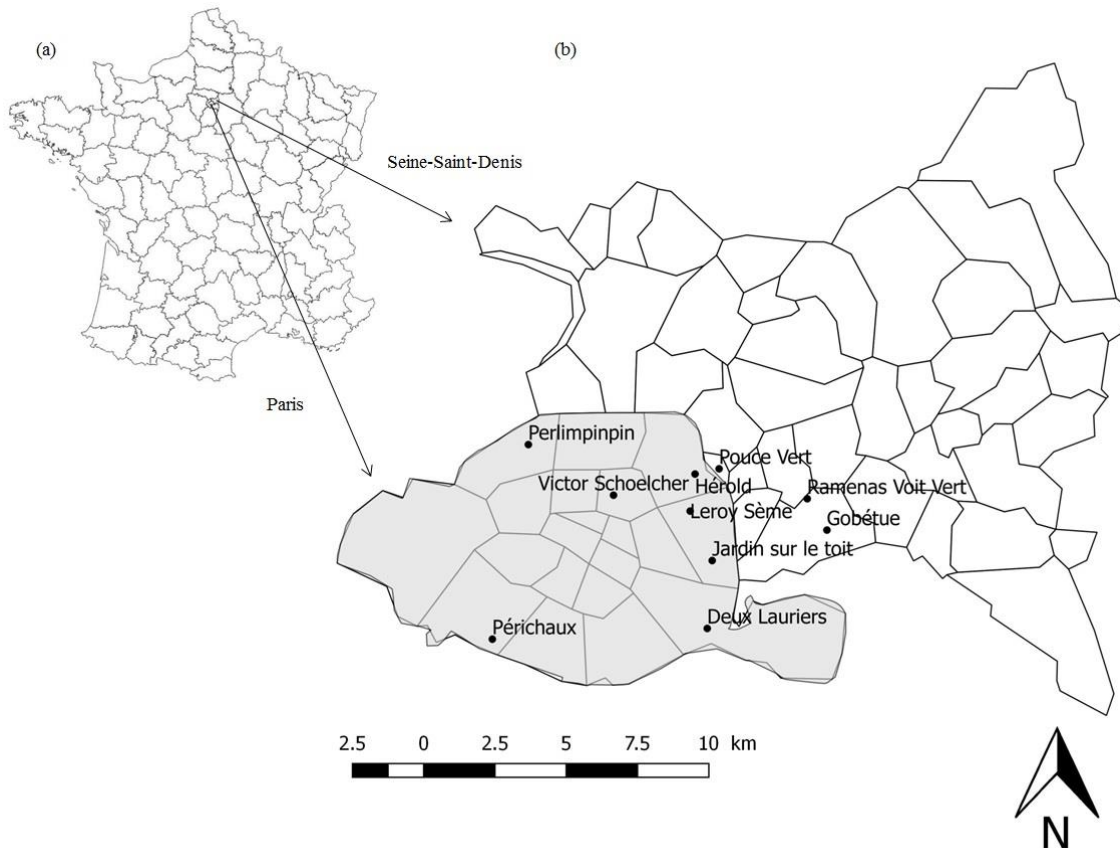 (a)
(b)
Seine-Saint-Denis
Paris
Perlimpinpin
Pouce Vert
Victor Schoelcher
Hérold
Ramenas Voit Vert
Leroy Sème
Gobétue
Jardin sur le toit
Deux Lauriers
Périchaux
2.5 0 2.5 5 7.5 10 km
N